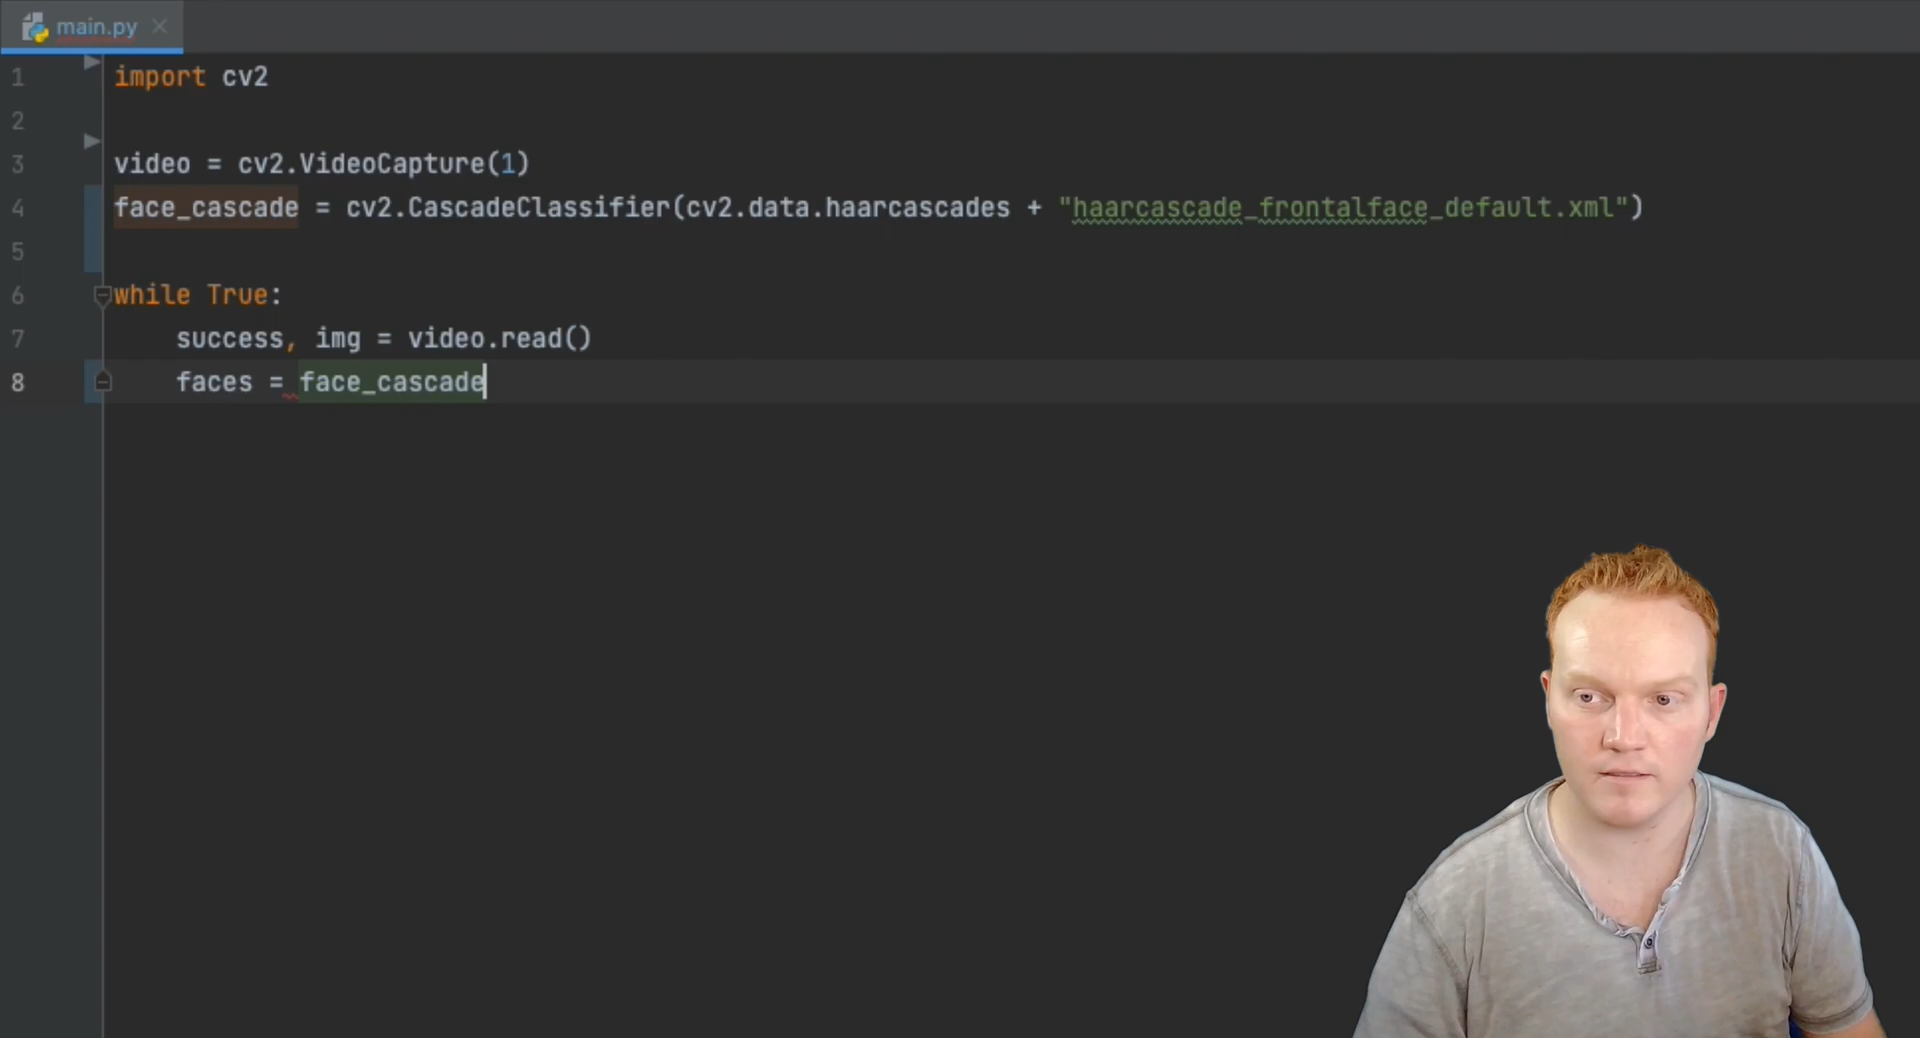 main.py
1 import cv2
2
3 video = cv2.VideoCapture(1)
4 face_cascade = cv2.CascadeClassifier(cv2.data.haarcascades + "haarcascade_frontalface_default.xml")
5
6 while True:
7 success, img = video.read()
8 faces = face_cascade